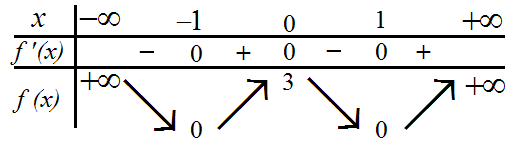 x −∞ −1 0 1 +∞
f '(x) − 0 + 0 − 0 +
f (x) +∞ 0 3 0 +∞